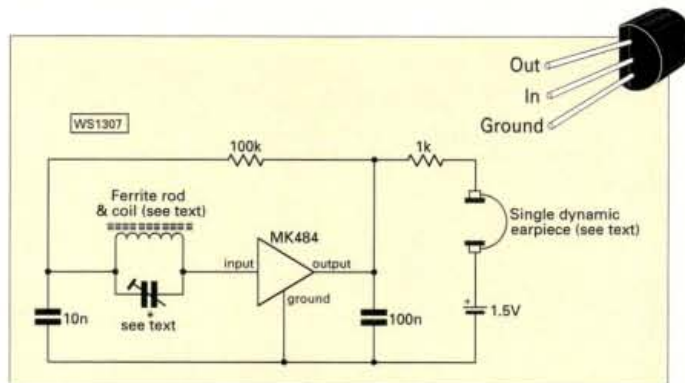 Out
In
Ground
WS1307
100k
1k
Ferrite rod
& coil (see text)
MK484
Single dynamic
earpiece (see text)
input
output
ground
+
1.5V
10n
see text
100n